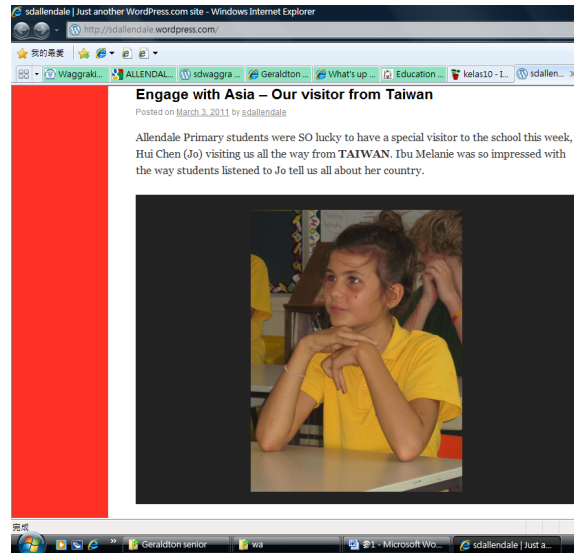 sdallendale | Just another WordPress.com site - Windows Internet Explorer
http://sdallendale.wordpress.com/
我的最愛
Waggraki... ALLENDAL... sdwaggra ... Geraldton ... What's up ... Education ... kelas10 - I... sdallen...
Engage with Asia – Our visitor from Taiwan
Posted on March 3, 2011 by sdallendale
Allendale Primary students were SO lucky to have a special visitor to the school this week,
Hui Chen (Jo) visiting us all the way from TAIWAN. Ibu Melanie was so impressed with
the way students listened to Jo tell us all about her country.
完成
Geraldton senior wa 參1 - Microsoft Wo... sdallendale | Just a...